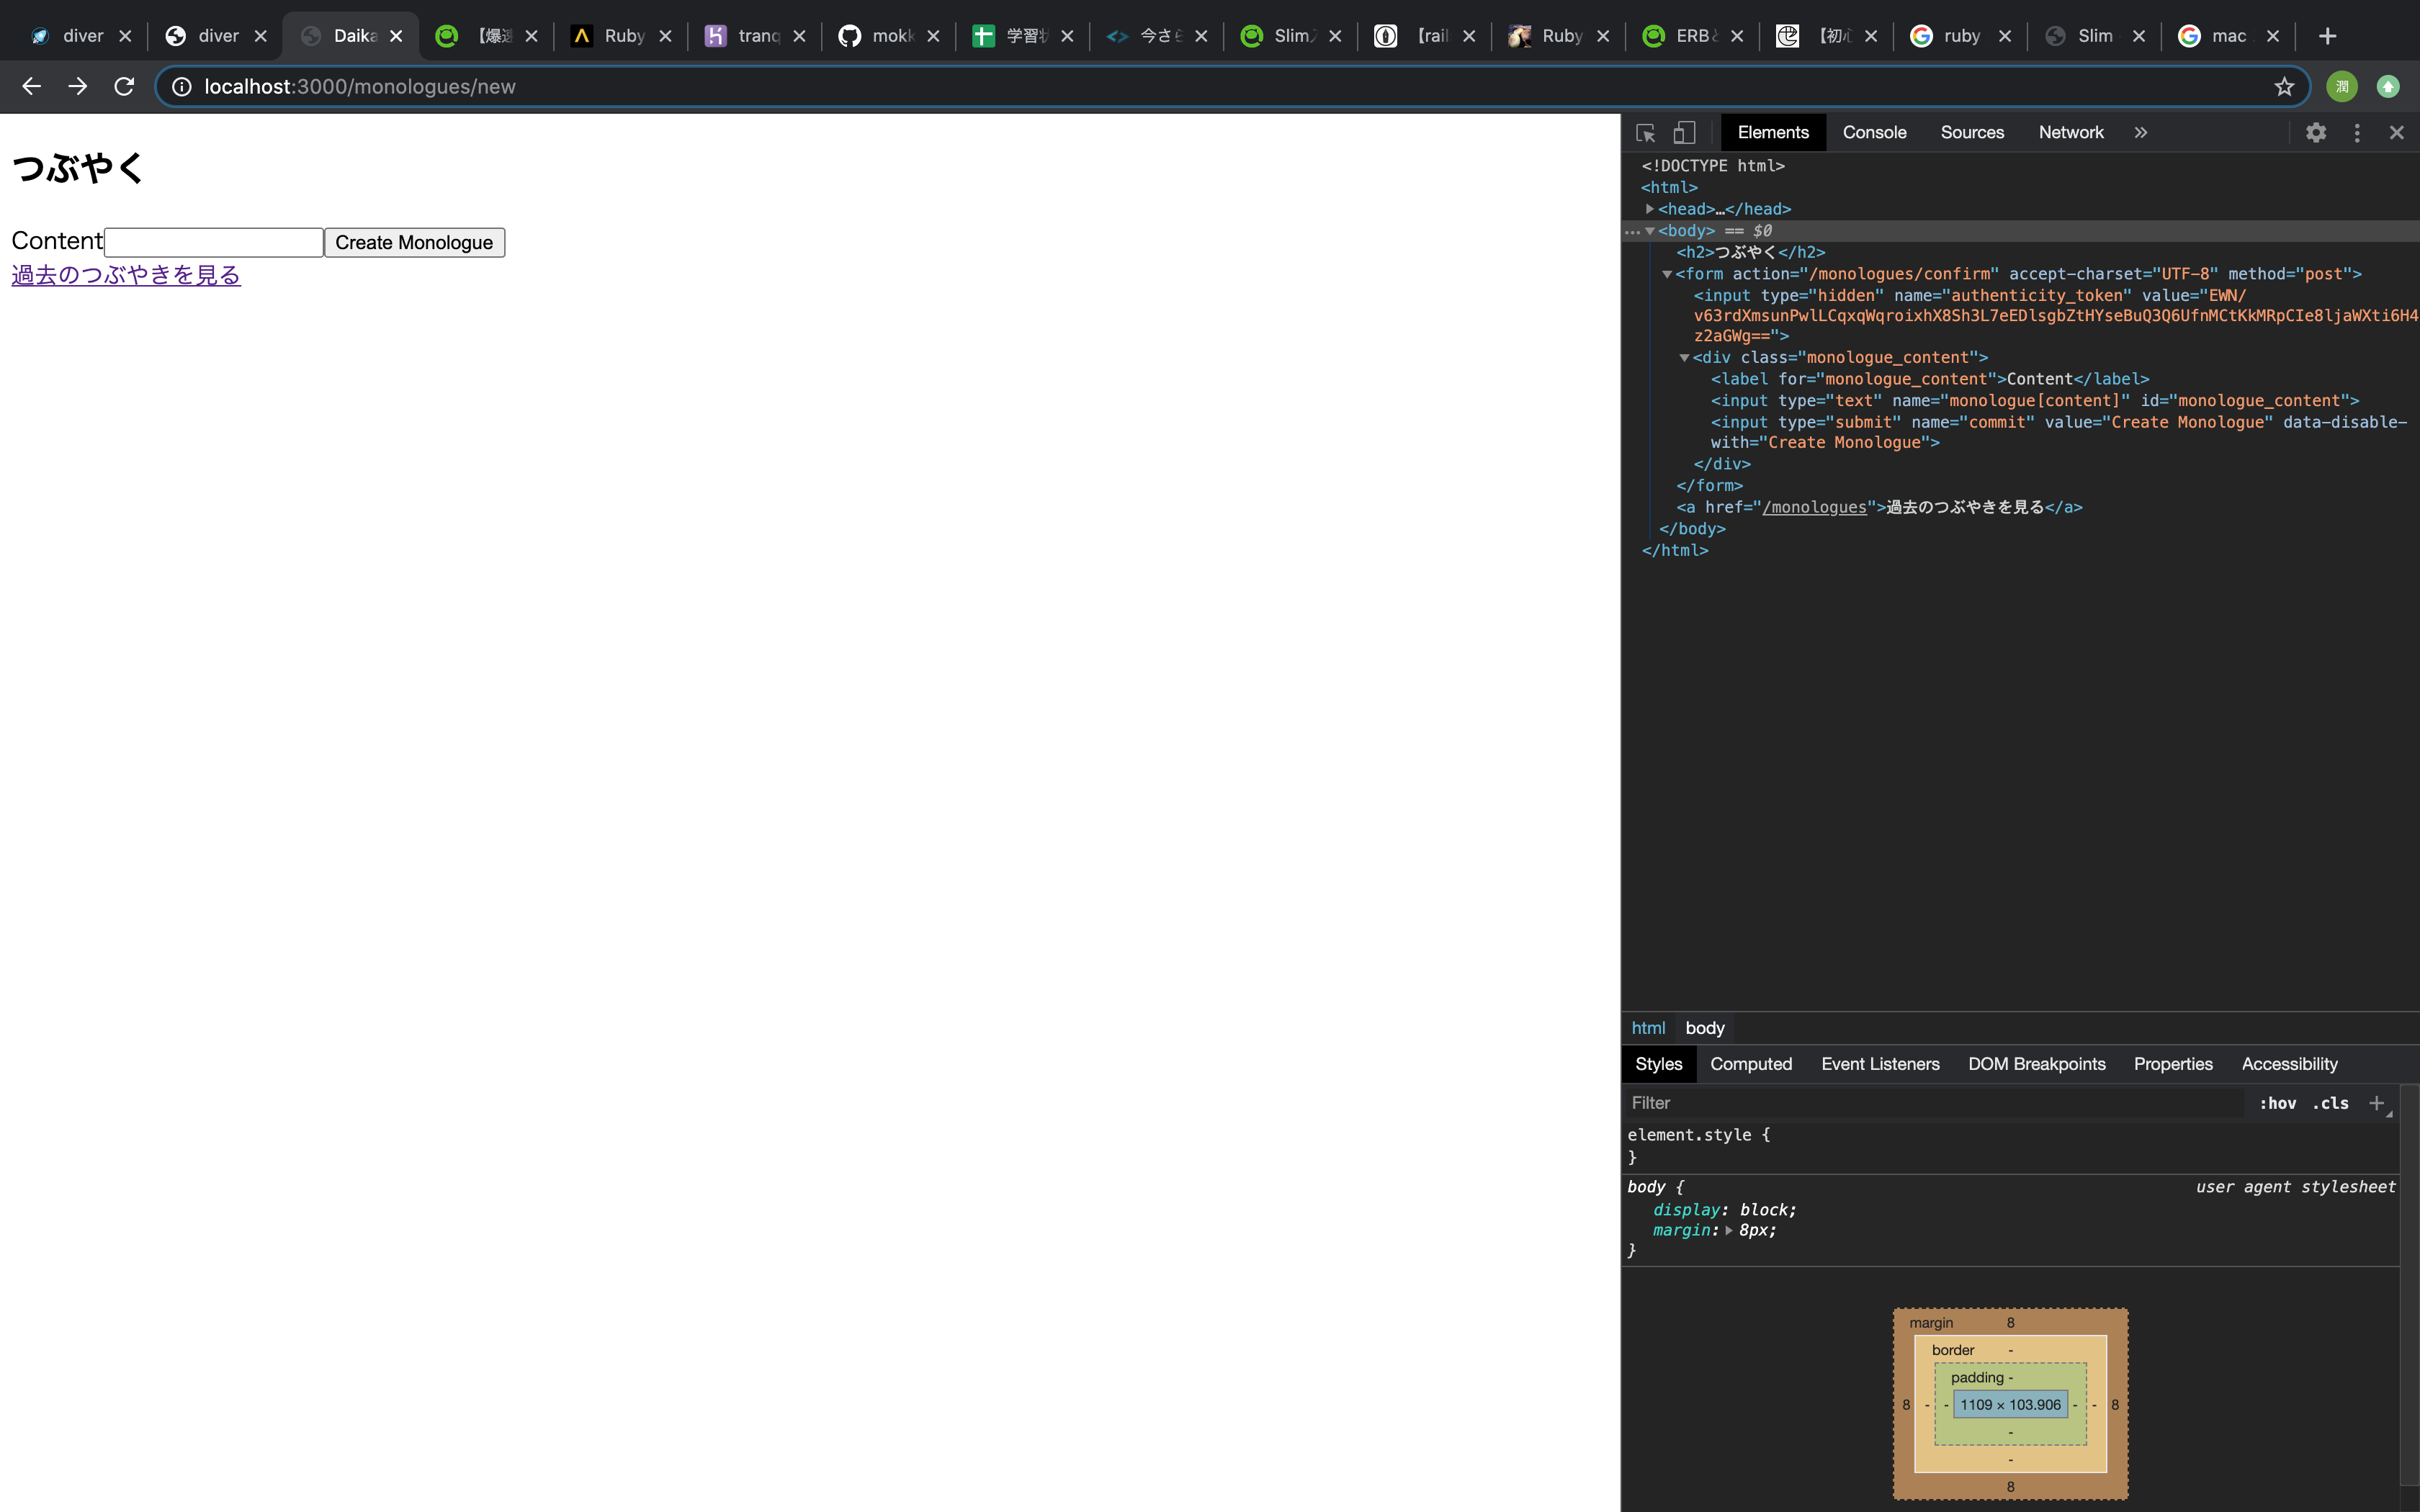 diver
diver
Daika
【爆速
Ruby
tranq
mokk
学習状
今さら
Slim
【rail
Ruby
ERBと
【初心
ruby
Slim
mac
localhost:3000/monologues/new
潤
つぶやく
Content Create Monologue
過去のつぶやきを見る
Elements Console Sources Network »
<!DOCTYPE html>
<html>
<head>…</head>
<body> == $0
<h2>つぶやく</h2>
<form action="/monologues/confirm" accept-charset="UTF-8" method="post">
<input type="hidden" name="authenticity_token" value="EWN/
v63rdXmsunPwlLCqxqWqroixhX8Sh3L7eEDlsgbZtHYseBuQ3Q6UfnMCtKkMRpCIe8ljaWXti6H4
z2aGWg==">
<div class="monologue_content">
<label for="monologue_content">Content</label>
<input type="text" name="monologue[content]" id="monologue_content">
<input type="submit" name="commit" value="Create Monologue" data-disable-
with="Create Monologue">
</div>
</form>
<a href="/monologues">過去のつぶやきを見る</a>
</body>
</html>
html body
Styles Computed Event Listeners DOM Breakpoints Properties Accessibility
Filter :hov .cls +
element.style {
}
body { user agent stylesheet
display: block;
margin: 8px;
}
margin 8
border -
padding -
8 - - 1109 × 103.906 - - 8
-
-
8